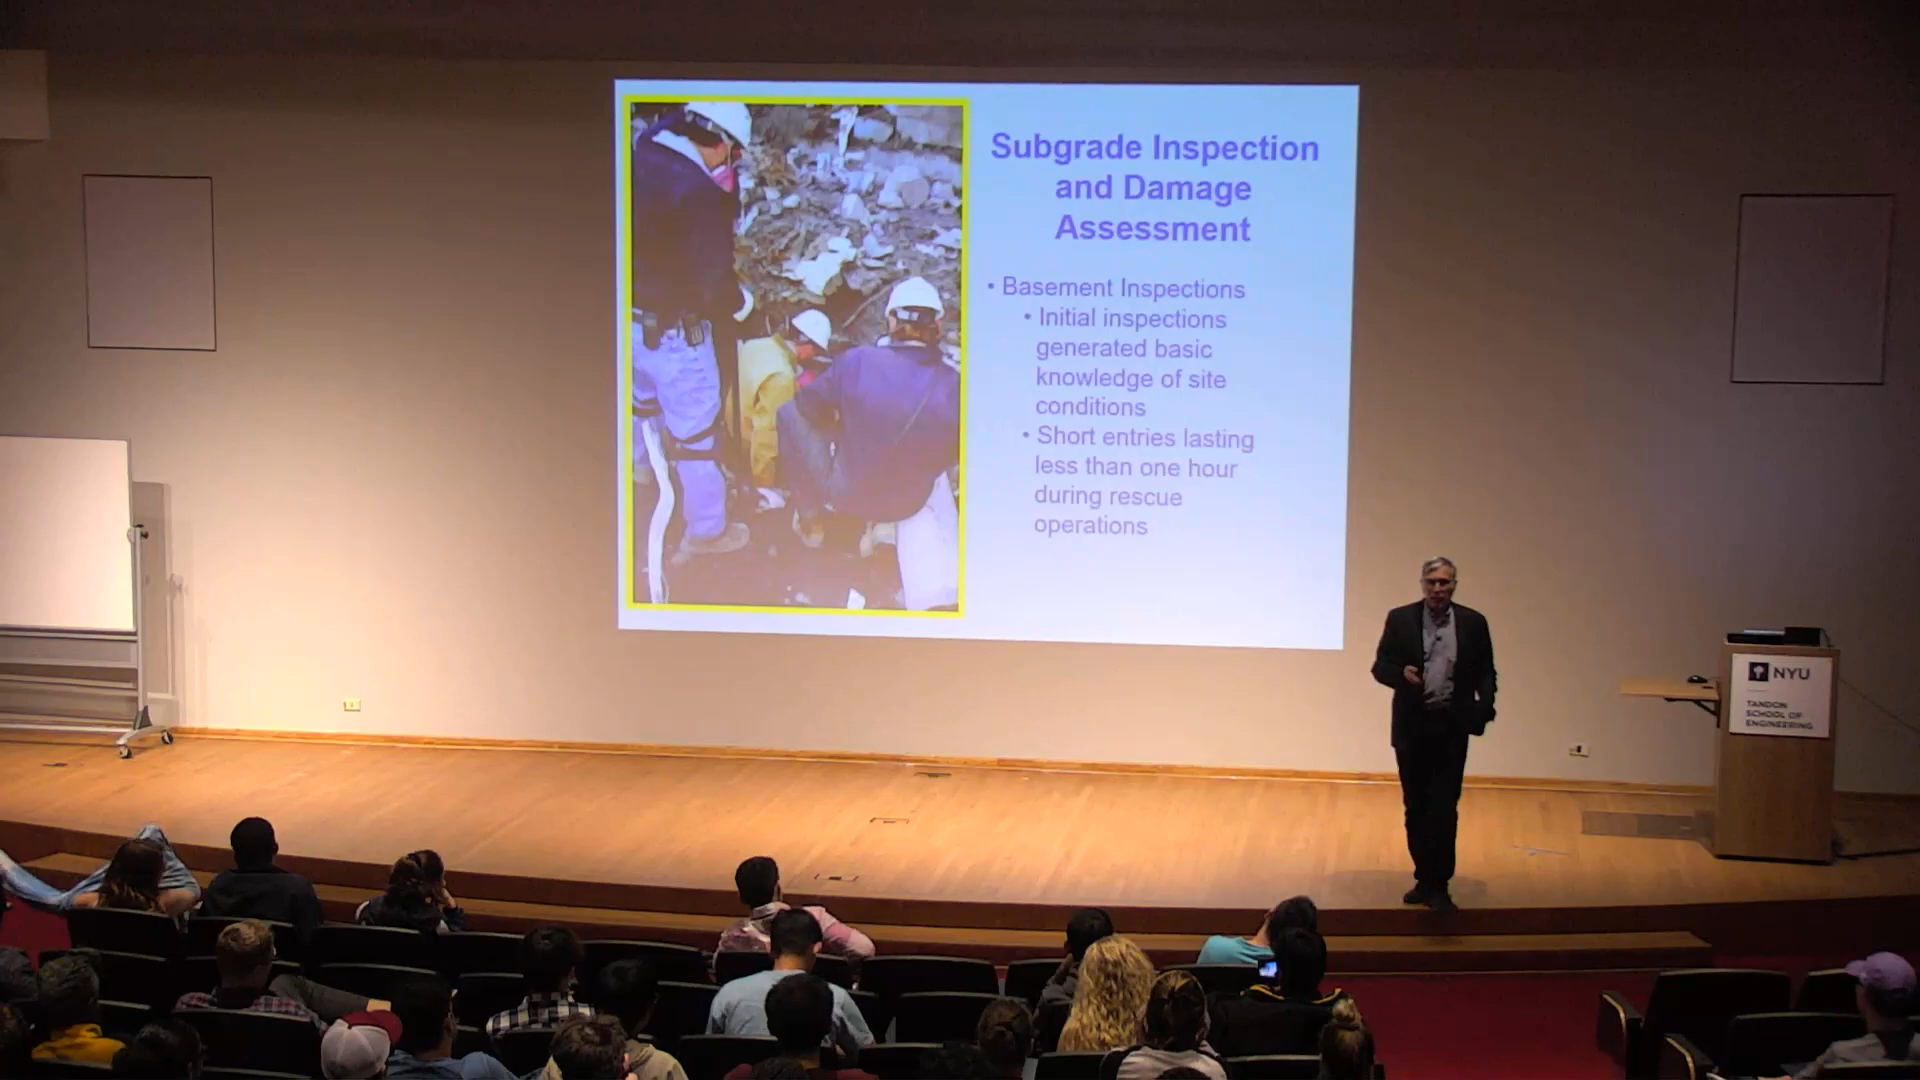 Subgrade Inspection
and Damage
Assessment
• Basement Inspections
• Initial inspections
generated basic
knowledge of site
conditions
• Short entries lasting
less than one hour
during rescue
operations
NYU
TANDON
SCHOOL OF
ENGINEERING